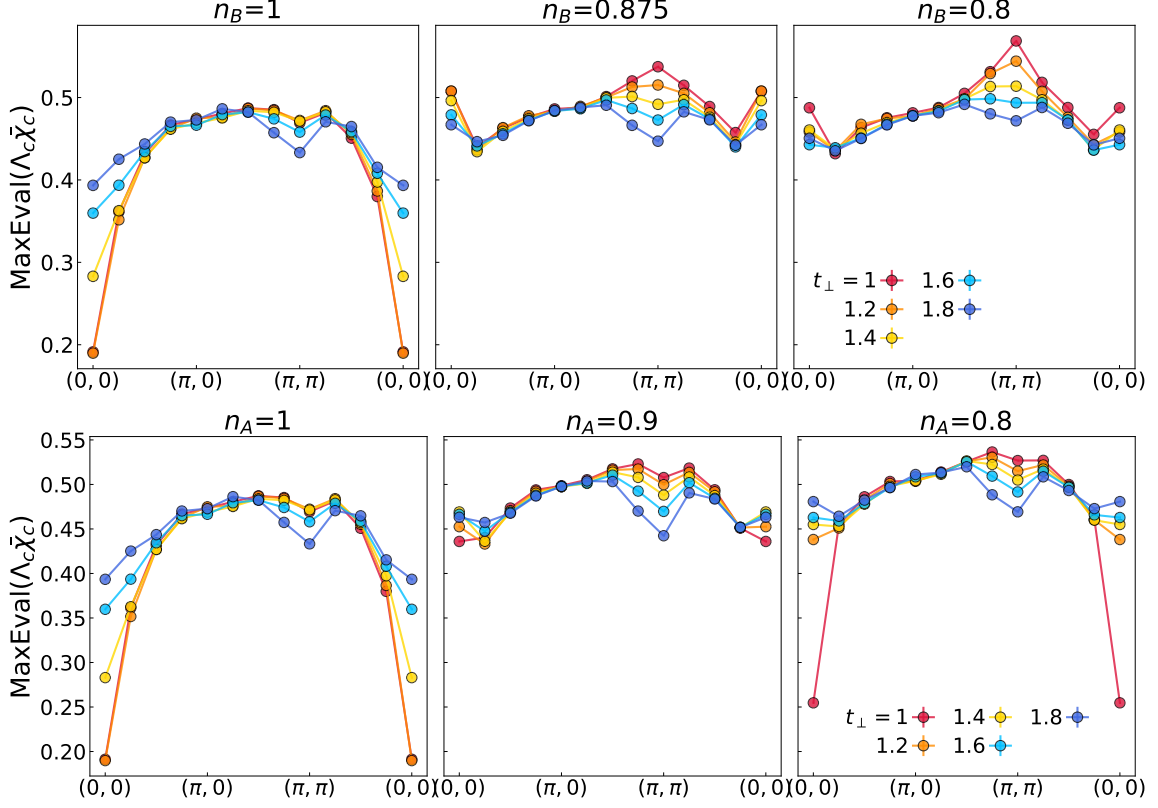 n_B=1
n_B=0.875
n_B=0.8
MaxEval(Λ_c χ̄_c)
0.5
0.4
0.3
0.2
t_⊥ = 1
1.2
1.4
1.6
1.8
(0, 0)
(π, 0)
(π, π)
(0, 0)
(0, 0)
(π, 0)
(π, π)
(0, 0)
(0, 0)
(π, 0)
(π, π)
(0, 0)
n_A=1
n_A=0.9
n_A=0.8
MaxEval(Λ_c χ̄_c)
0.55
0.50
0.45
0.40
0.35
0.30
0.25
0.20
t_⊥ = 1
1.2
1.4
1.6
1.8
(0, 0)
(π, 0)
(π, π)
(0, 0)
(0, 0)
(π, 0)
(π, π)
(0, 0)
(0, 0)
(π, 0)
(π, π)
(0, 0)